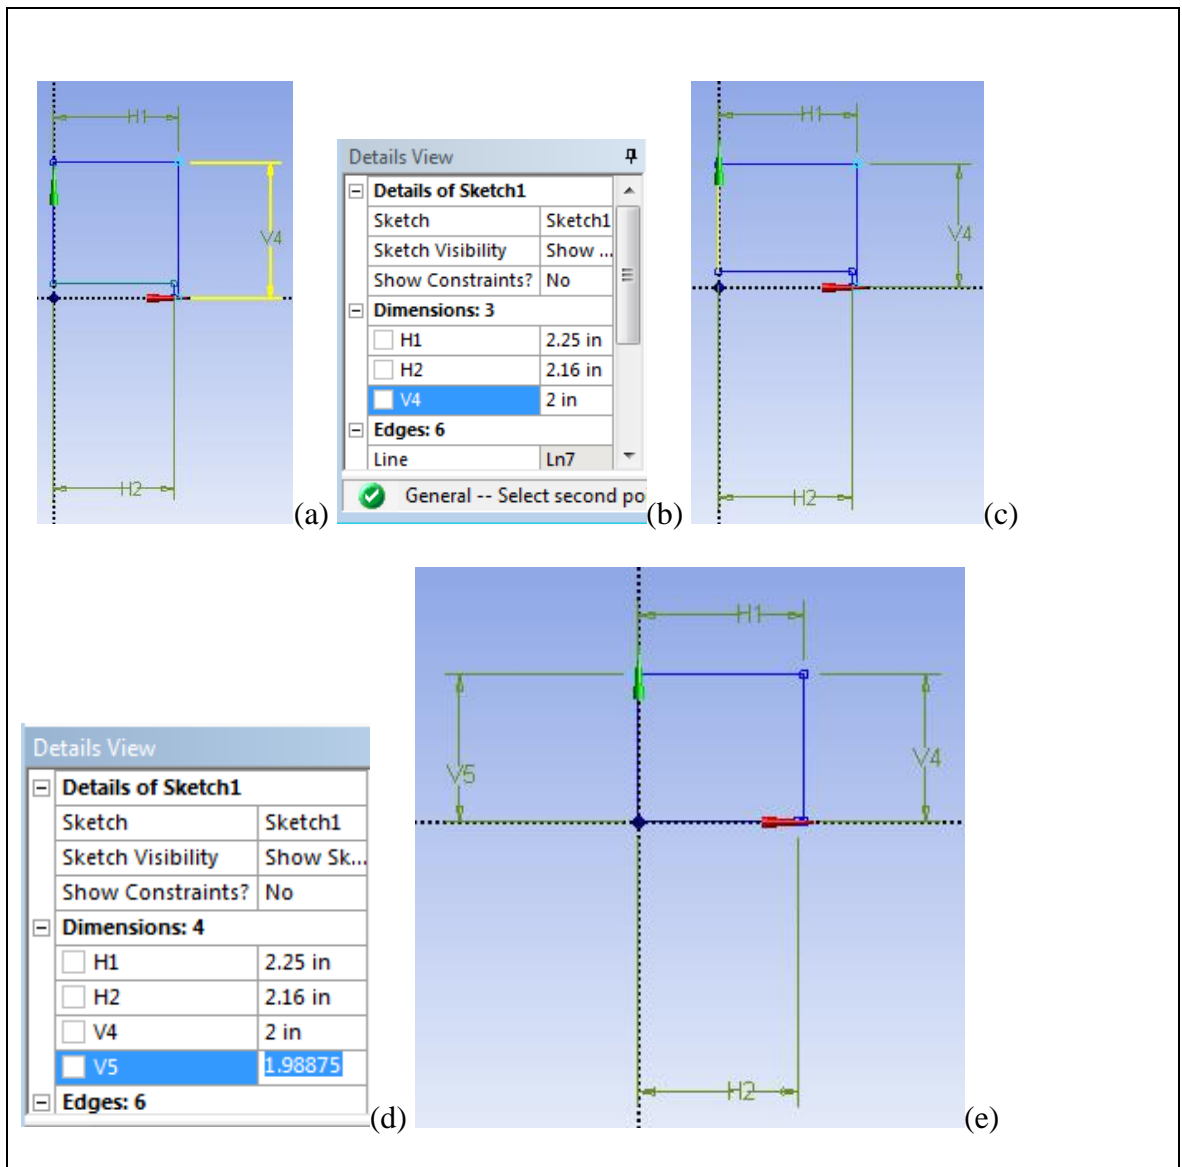 H1
V4
H2
(a)
Details View
Details of Sketch1
Sketch Sketch1
Sketch Visibility Show ...
Show Constraints? No
Dimensions: 3
H1 2.25 in
H2 2.16 in
V4 2 in
Edges: 6
Line Ln7
General -- Select second po
(b)
H1
V4
H2
(c)
Details View
Details of Sketch1
Sketch Sketch1
Sketch Visibility Show Sk...
Show Constraints? No
Dimensions: 4
H1 2.25 in
H2 2.16 in
V4 2 in
V5 1.98875
Edges: 6
(d)
H1
V5
V4
H2
(e)